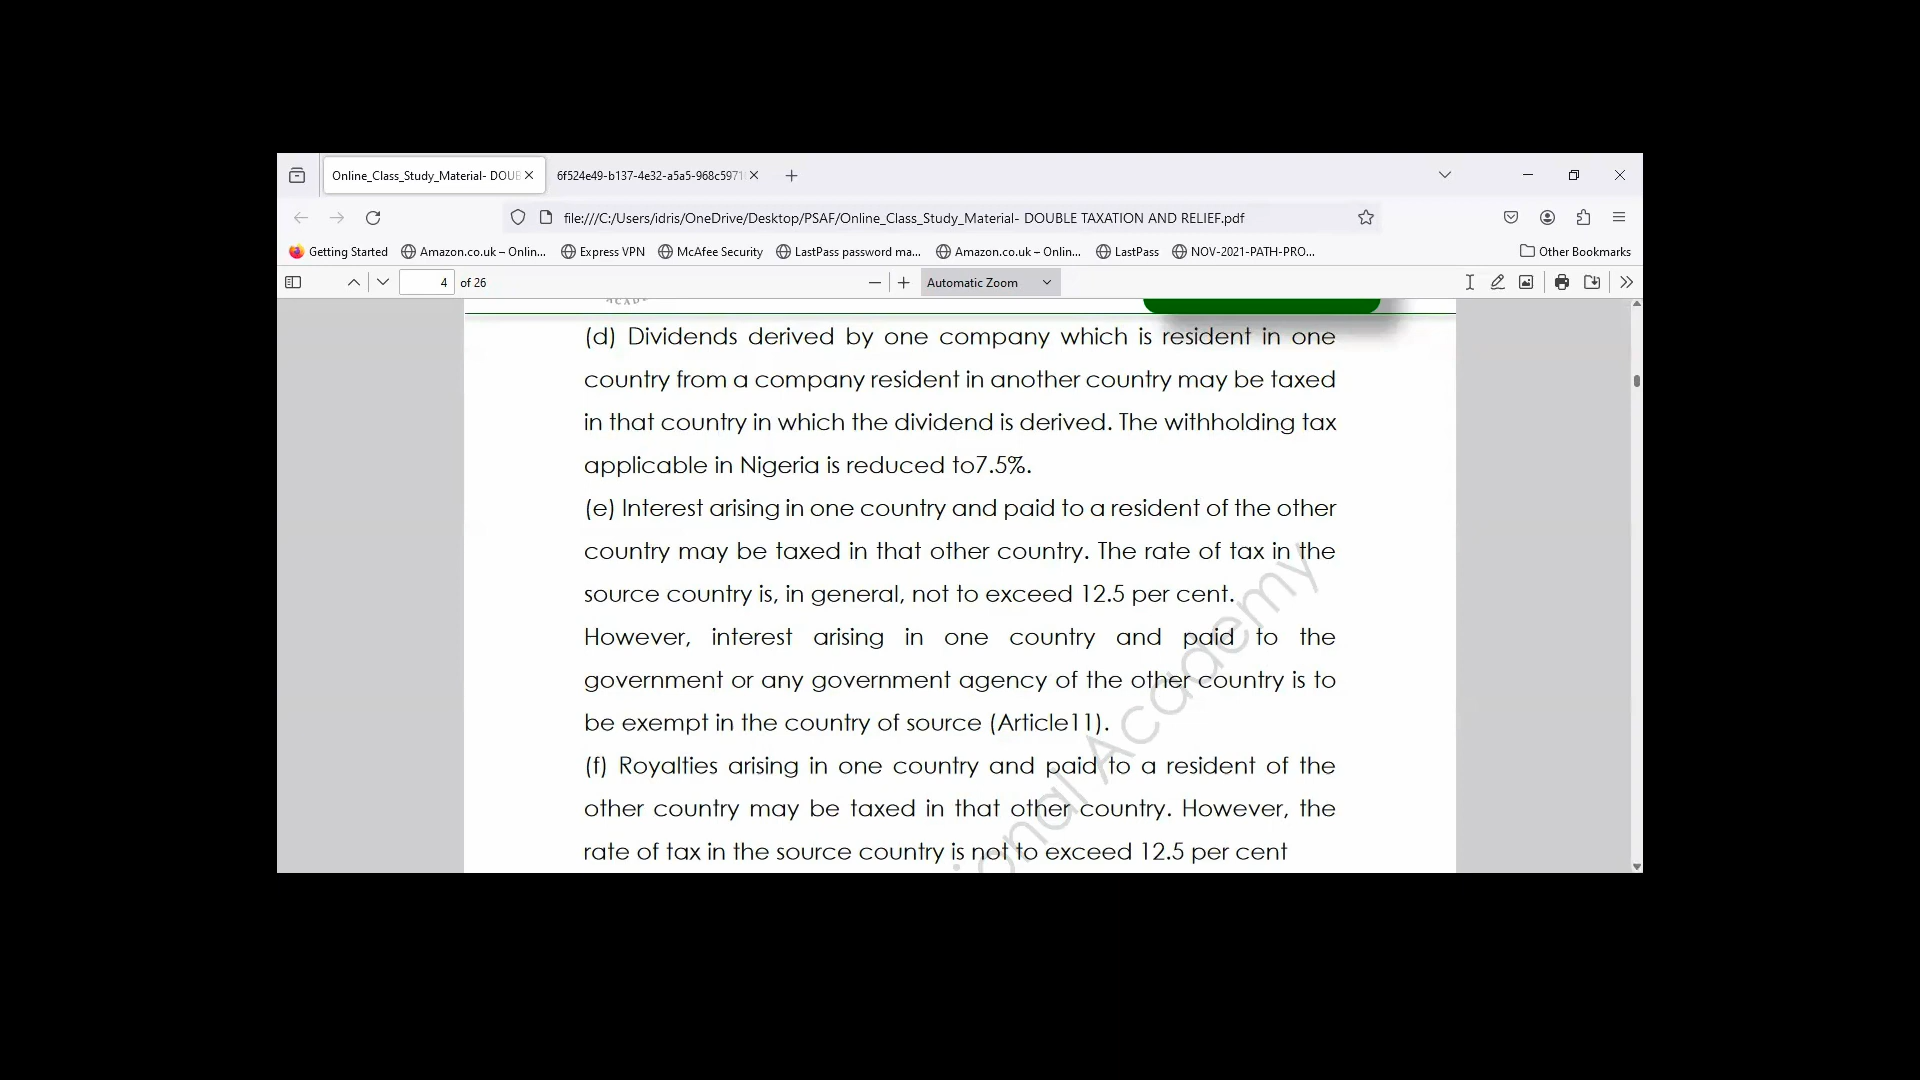 Online_Class_Study_Material- DOUB
6f524e49-b137-4e32-a5a5-968c5971
file:///C:/Users/idris/OneDrive/Desktop/PSAF/Online_Class_Study_Material- DOUBLE TAXATION AND RELIEF.pdf
Getting Started
Amazon.co.uk – Onlin...
Express VPN
McAfee Security
LastPass password ma...
Amazon.co.uk – Onlin...
LastPass
NOV-2021-PATH-PRO...
Other Bookmarks
4 of 26
Automatic Zoom
(d) Dividends derived by one company which is resident in one
country from a company resident in another country may be taxed
in that country in which the dividend is derived. The withholding tax
applicable in Nigeria is reduced to7.5%.
(e) Interest arising in one country and paid to a resident of the other
country may be taxed in that other country. The rate of tax in the
source country is, in general, not to exceed 12.5 per cent.
However, interest arising in one country and paid to the
government or any government agency of the other country is to
be exempt in the country of source (Article11).
(f) Royalties arising in one country and paid to a resident of the
other country may be taxed in that other country. However, the
rate of tax in the source country is not to exceed 12.5 per cent
ional Academy